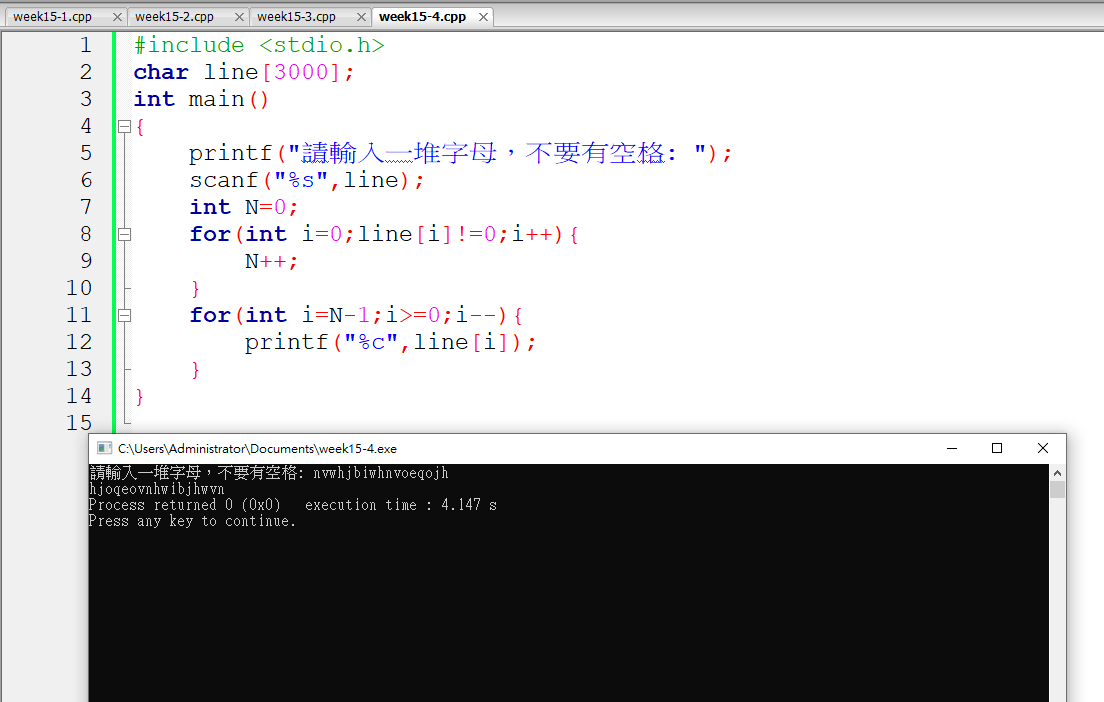 week15-1.cpp week15-2.cpp week15-3.cpp week15-4.cpp
1 #include <stdio.h>
2 char line[3000];
3 int main()
4 {
5 printf("請輸入一堆字母，不要有空格: ");
6 scanf("%s",line);
7 int N=0;
8 for(int i=0;line[i]!=0;i++){
9 N++;
10 }
11 for(int i=N-1;i>=0;i--){
12 printf("%c",line[i]);
13 }
14 }
15
C:\Users\Administrator\Documents\week15-4.exe
請輸入一堆字母，不要有空格: nvwhjbiwhnvoeqojh
hjoqeovnhwibjhwvn
Process returned 0 (0x0) execution time : 4.147 s
Press any key to continue.